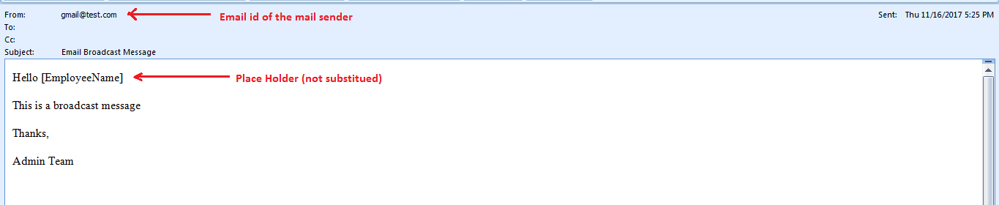 From: gmail@test.com Email id of the mail sender Sent: Thu 11/16/2017 5:25 PM
To:
Cc:
Subject: Email Broadcast Message
Hello [EmployeeName] Place Holder (not substitued)
This is a broadcast message
Thanks,
Admin Team